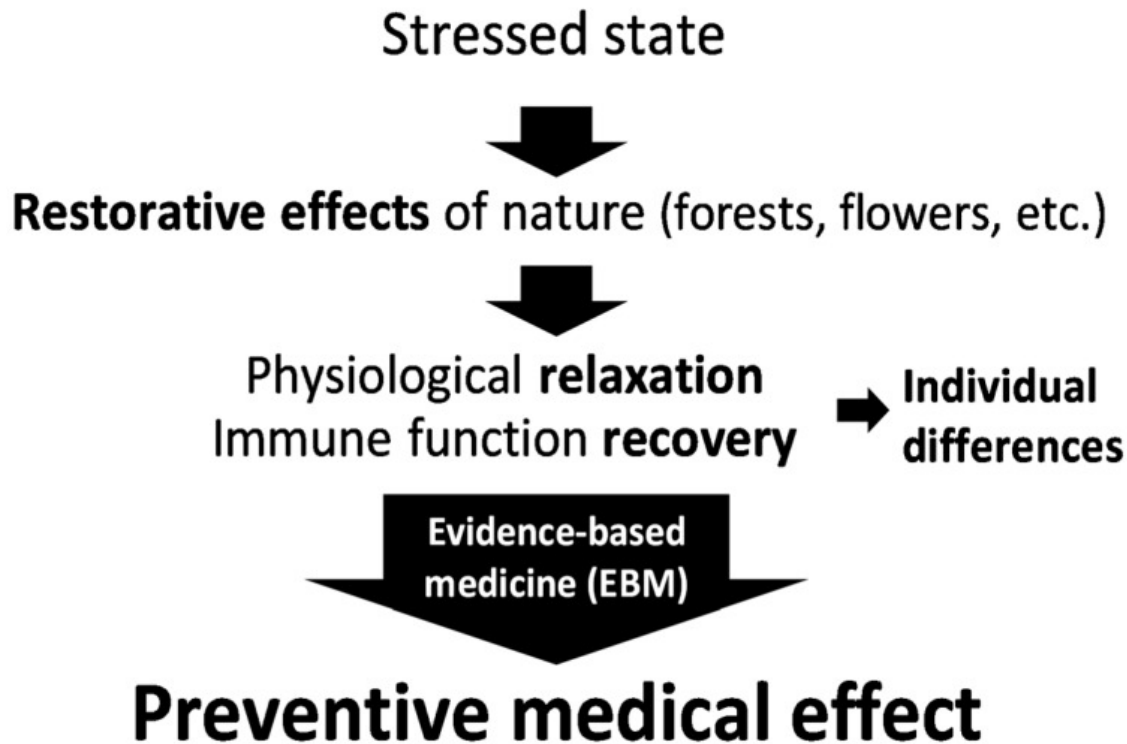 Stressed state
Restorative effects of nature (forests, flowers, etc.)
Physiological relaxation
Immune function recovery
Individual
differences
Evidence-based
medicine (EBM)
Preventive medical effect